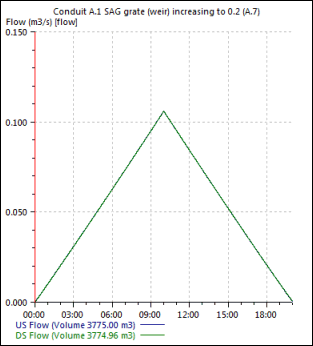 Conduit A.1 SAG grate (weir) increasing to 0.2 (A.7)
Flow (m3/s) [flow]
0.150
0.100
0.050
0.000
00:00 03:00 06:00 09:00 12:00 15:00 18:00
US Flow (Volume 3775.00 m3)
DS Flow (Volume 3774.96 m3)